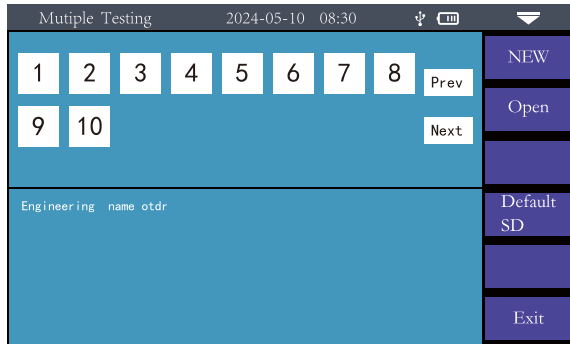 Mutiple Testing 2024-05-10 08:30
NEW
1 2 3 4 5 6 7 8 Prev
Open
9 10 Next
Engineering name otdr
Default
SD
Exit